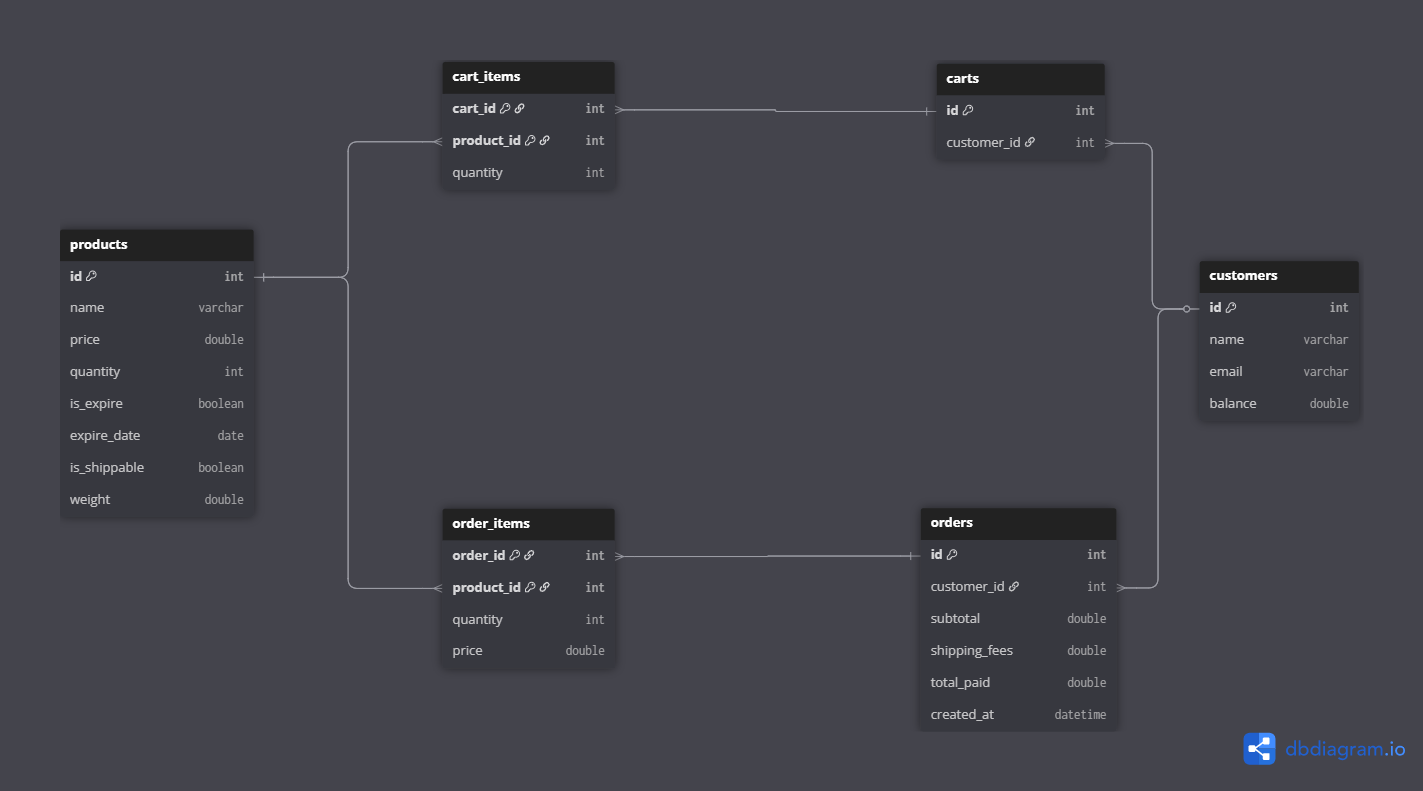 cart_items
cart_id int
product_id int
quantity int
carts
id int
customer_id int
products
id int
name varchar
price double
quantity int
is_expire boolean
expire_date date
is_shippable boolean
weight double
customers
id int
name varchar
email varchar
balance double
order_items
order_id int
product_id int
quantity int
price double
orders
id int
customer_id int
subtotal double
shipping_fees double
total_paid double
created_at datetime
dbdiagram.io